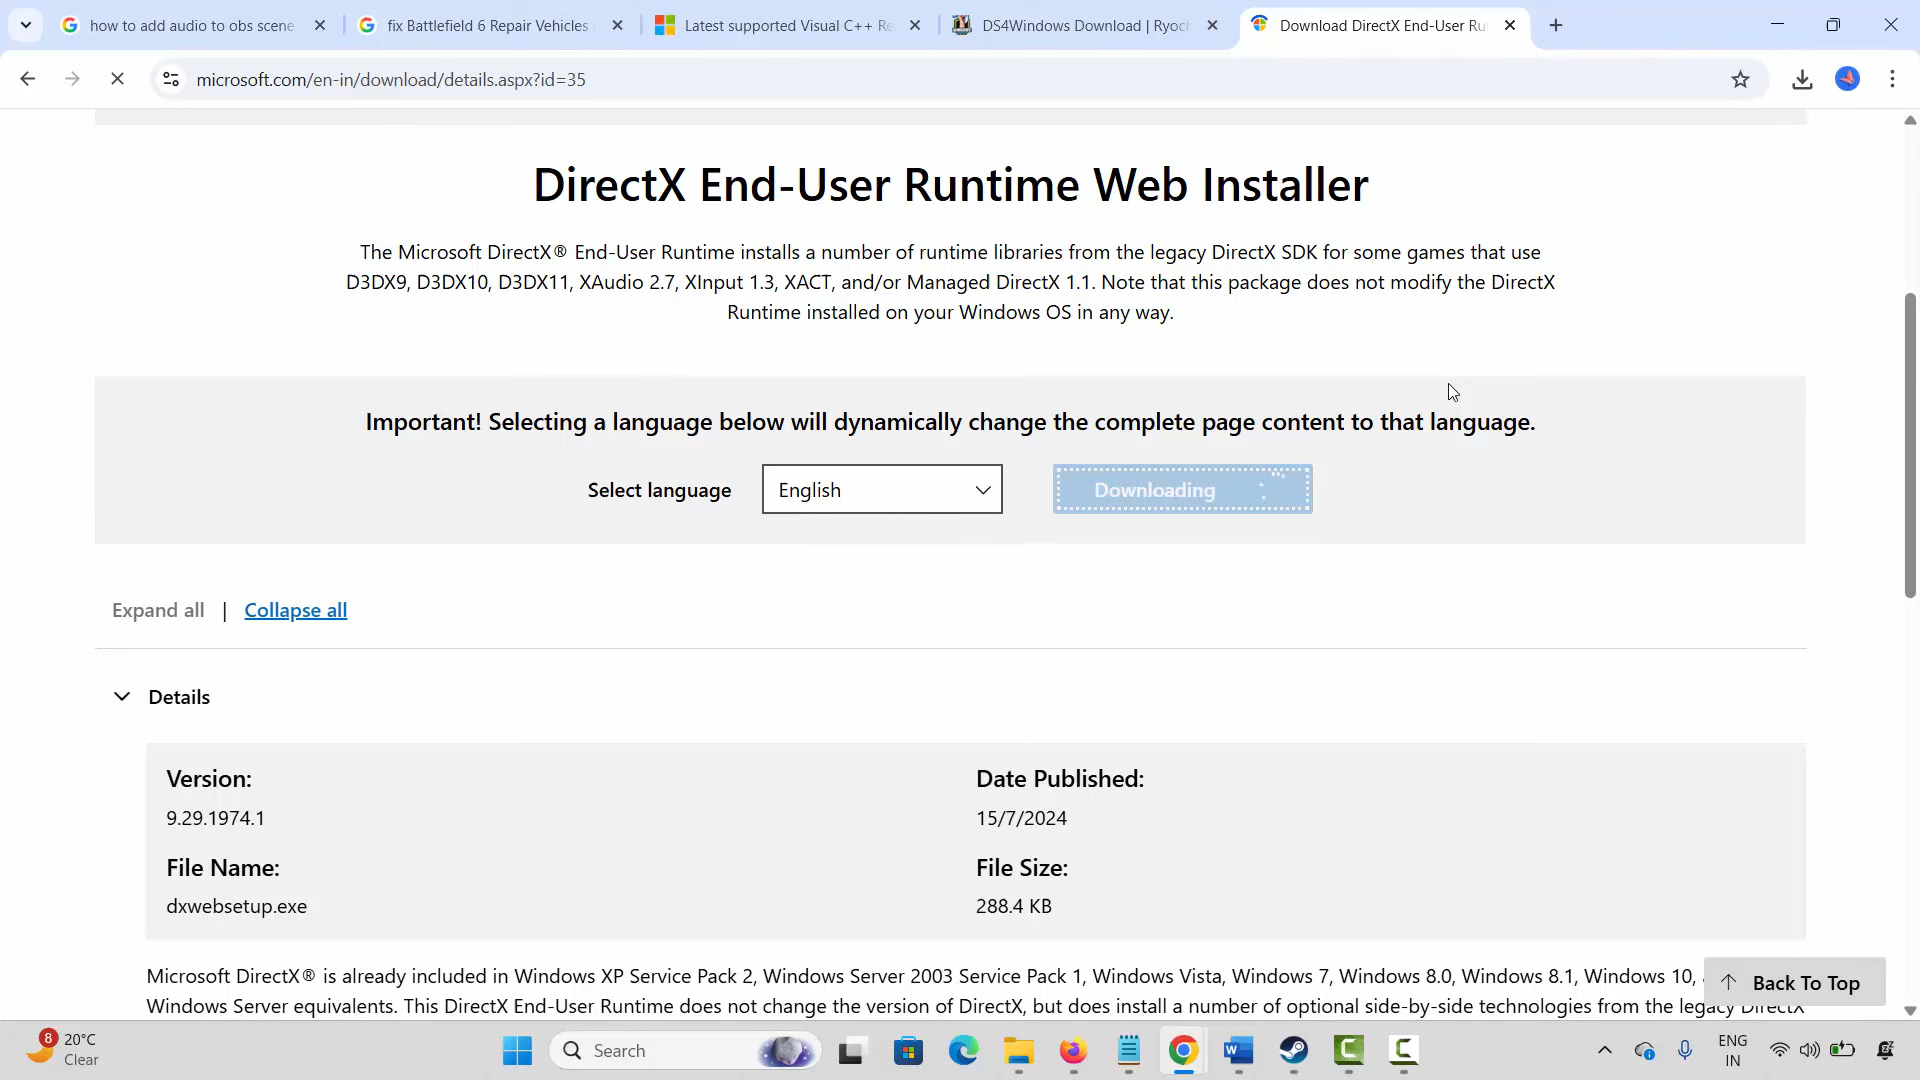 how to add audio to obs scene
fix Battlefield 6 Repair Vehicles
Latest supported Visual C++ Re
DS4Windows Download | Ryoch
Download DirectX End-User Ru
microsoft.com/en-in/download/details.aspx?id=35
DirectX End-User Runtime Web Installer
The Microsoft DirectX® End-User Runtime installs a number of runtime libraries from the legacy DirectX SDK for some games that use
D3DX9, D3DX10, D3DX11, XAudio 2.7, XInput 1.3, XACT, and/or Managed DirectX 1.1. Note that this package does not modify the DirectX
Runtime installed on your Windows OS in any way.
Important! Selecting a language below will dynamically change the complete page content to that language.
Select language
English
Downloading
Expand all | Collapse all
Details
Version:
9.29.1974.1
Date Published:
15/7/2024
File Name:
dxwebsetup.exe
File Size:
288.4 KB
Microsoft DirectX® is already included in Windows XP Service Pack 2, Windows Server 2003 Service Pack 1, Windows Vista, Windows 7, Windows 8.0, Windows 8.1, Windows 10,
Windows Server equivalents. This DirectX End-User Runtime does not change the version of DirectX, but does install a number of optional side-by-side technologies from the legacy DirectX
Back To Top
8
20°C
Clear
Search
ENG
IN